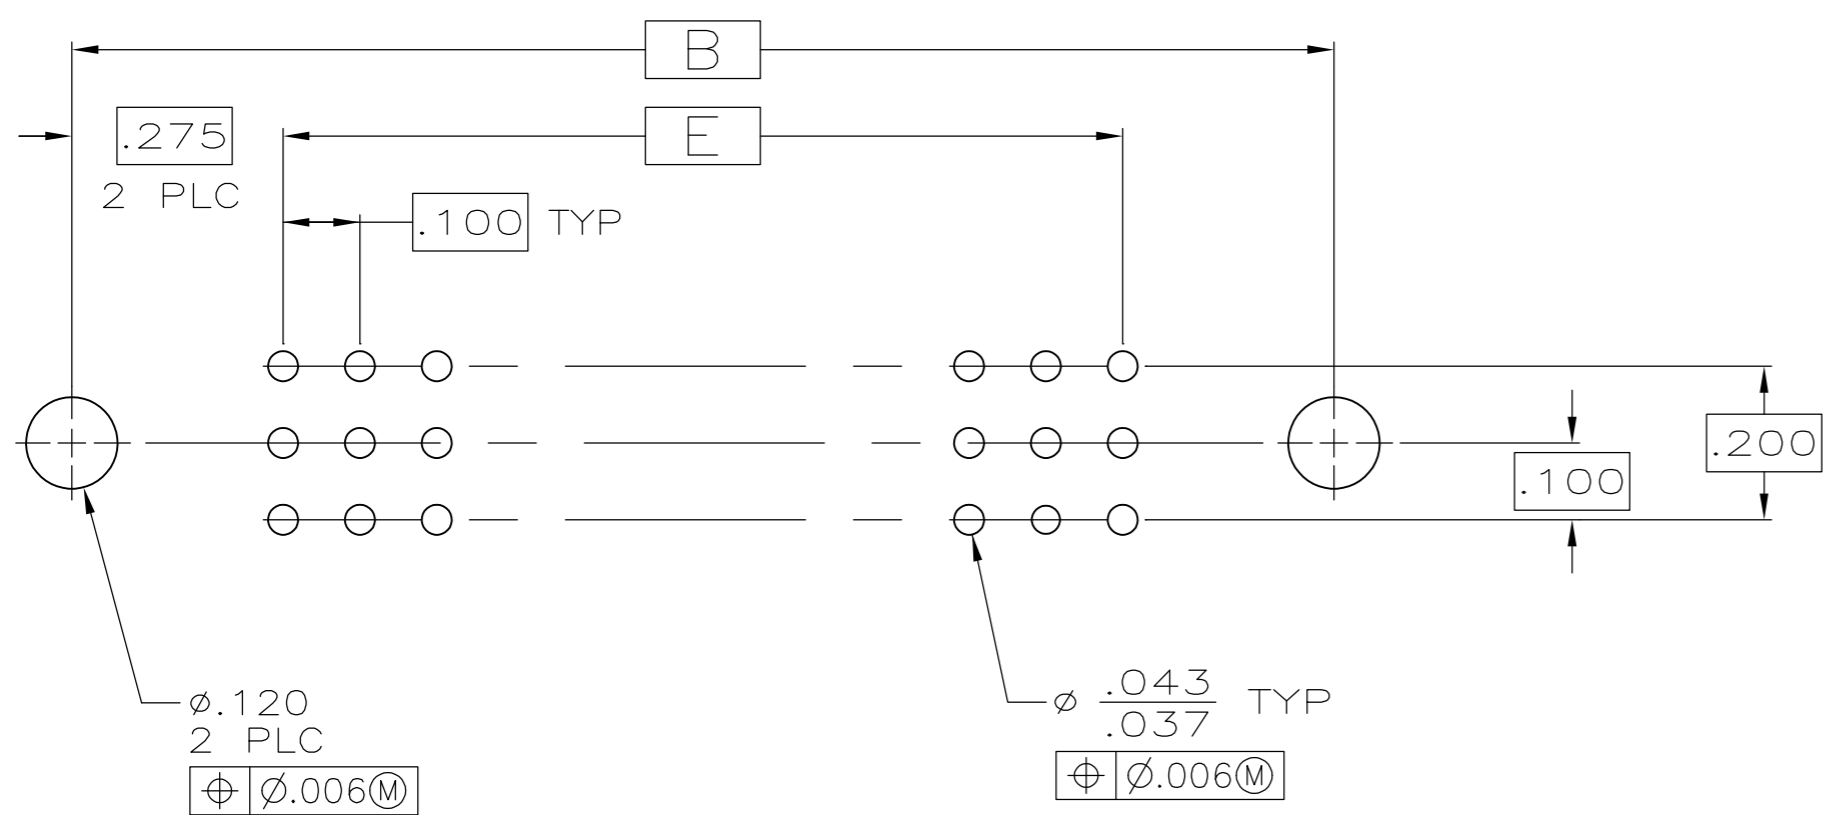 B
.275
2 PLC
E
.100 TYP
.200
.100
⌀.120
2 PLC
⌖ ⌀.006Ⓜ
⌀ .043 TYP
.037
⌖ ⌀.006Ⓜ